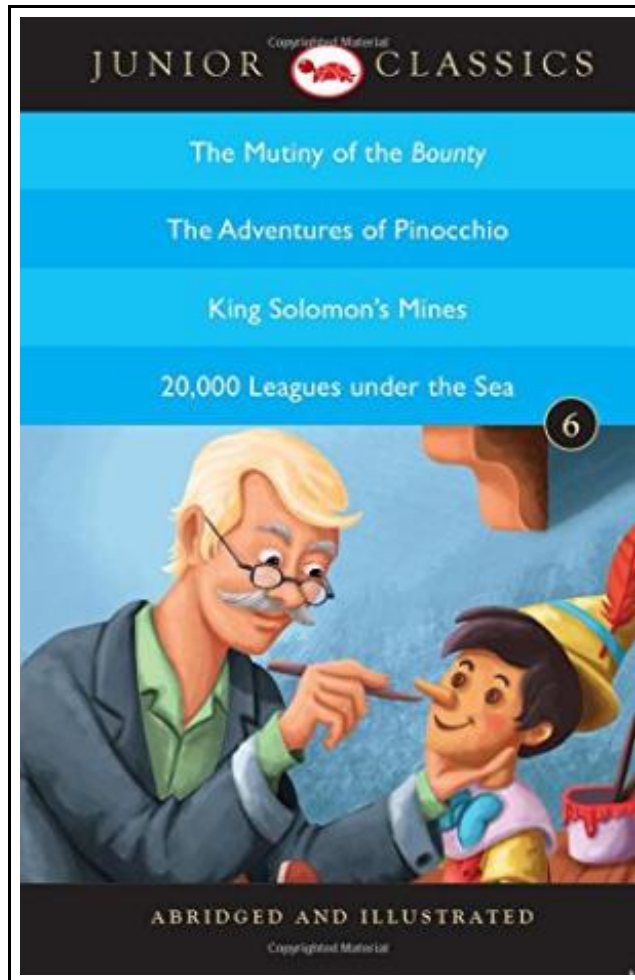 Copyrighted Material
JUNIOR CLASSICS
The Mutiny of the Bounty
The Adventures of Pinocchio
King Solomon's Mines
20,000 Leagues under the Sea
6
ABRIDGED AND ILLUSTRATED
Copyrighted Material